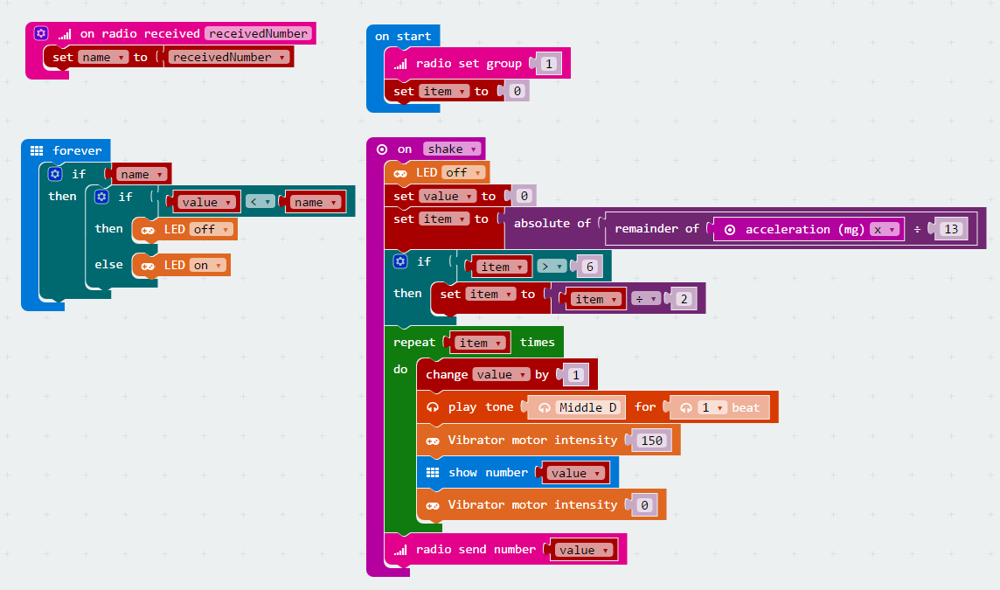 on radio received receivedNumber
set name to receivedNumber
on start
radio set group 1
set item to 0
forever
if name
then if value < name
then LED off
else LED on
on shake
LED off
set value to 0
set item to absolute of remainder of acceleration (mg) x ÷ 13
if item > 6
then set item to item ÷ 2
repeat item times
do change value by 1
play tone Middle D for 1 beat
Vibrator motor intensity 150
show number value
Vibrator motor intensity 0
radio send number value